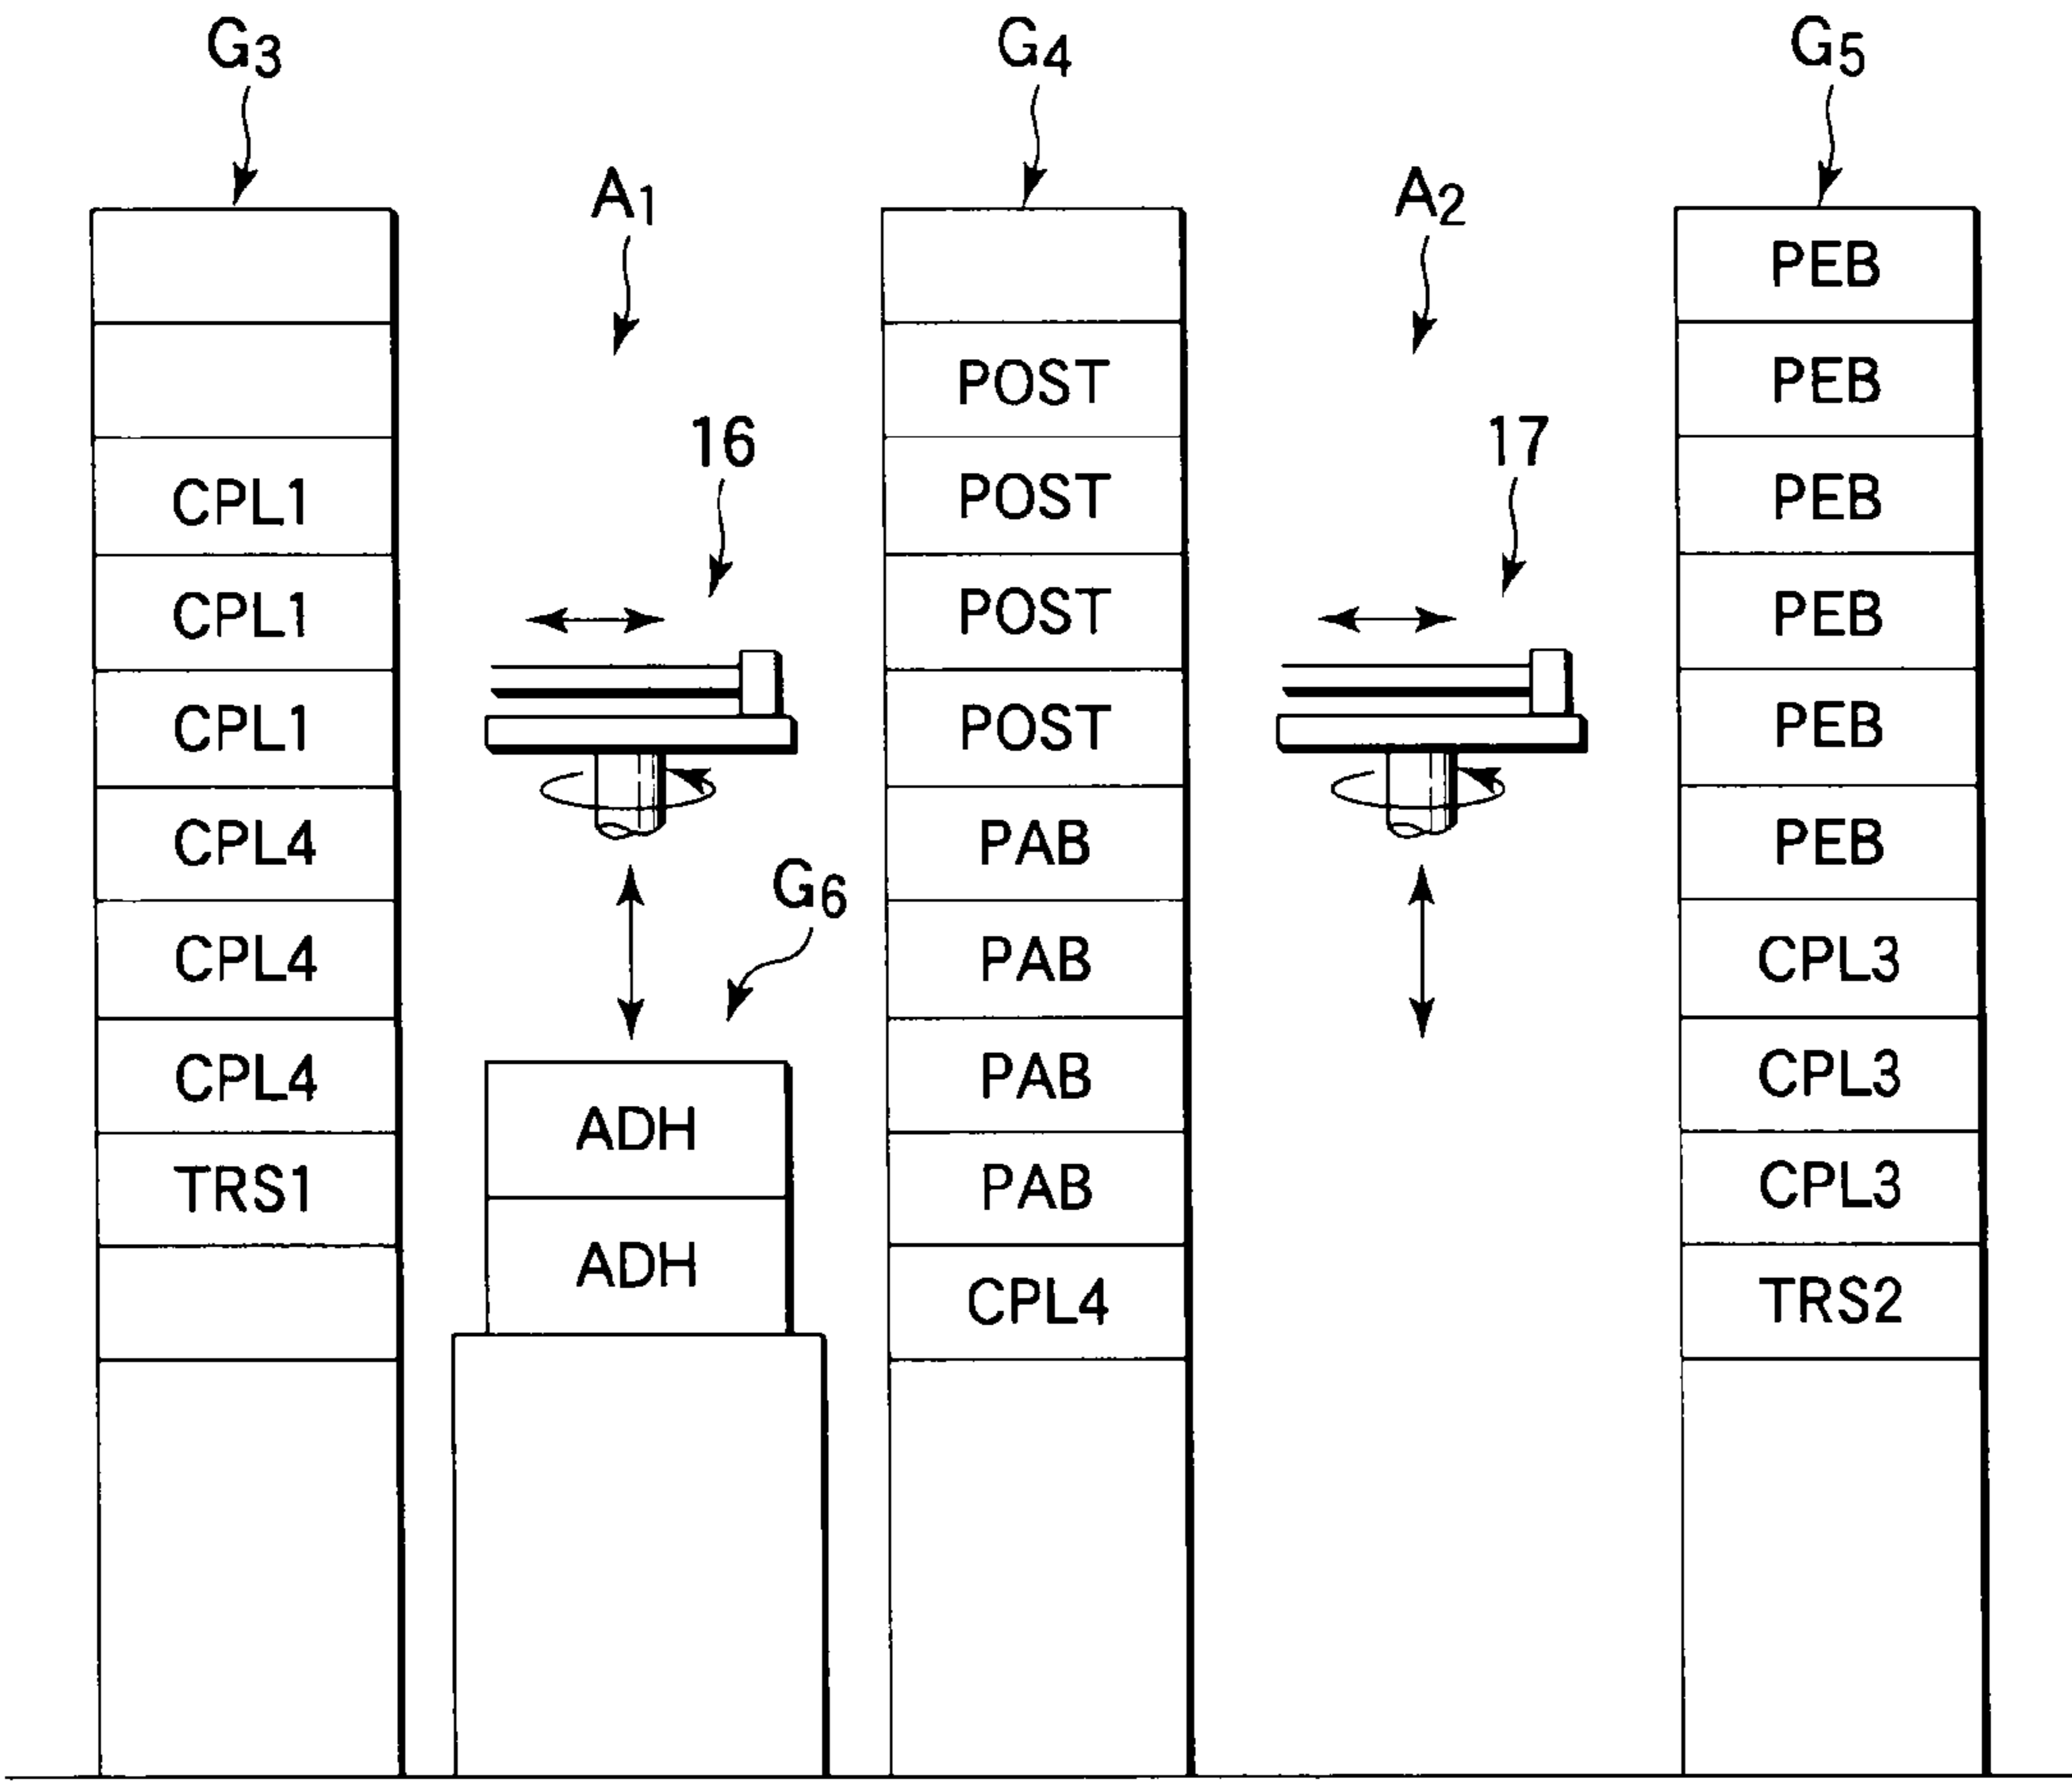 G3
G4
G5
A1
A2
16
17
CPL1
CPL1
CPL1
CPL4
CPL4
CPL4
TRS1
G6
ADH
ADH
POST
POST
POST
POST
PAB
PAB
PAB
PAB
CPL4
PEB
PEB
PEB
PEB
PEB
PEB
CPL3
CPL3
CPL3
TRS2